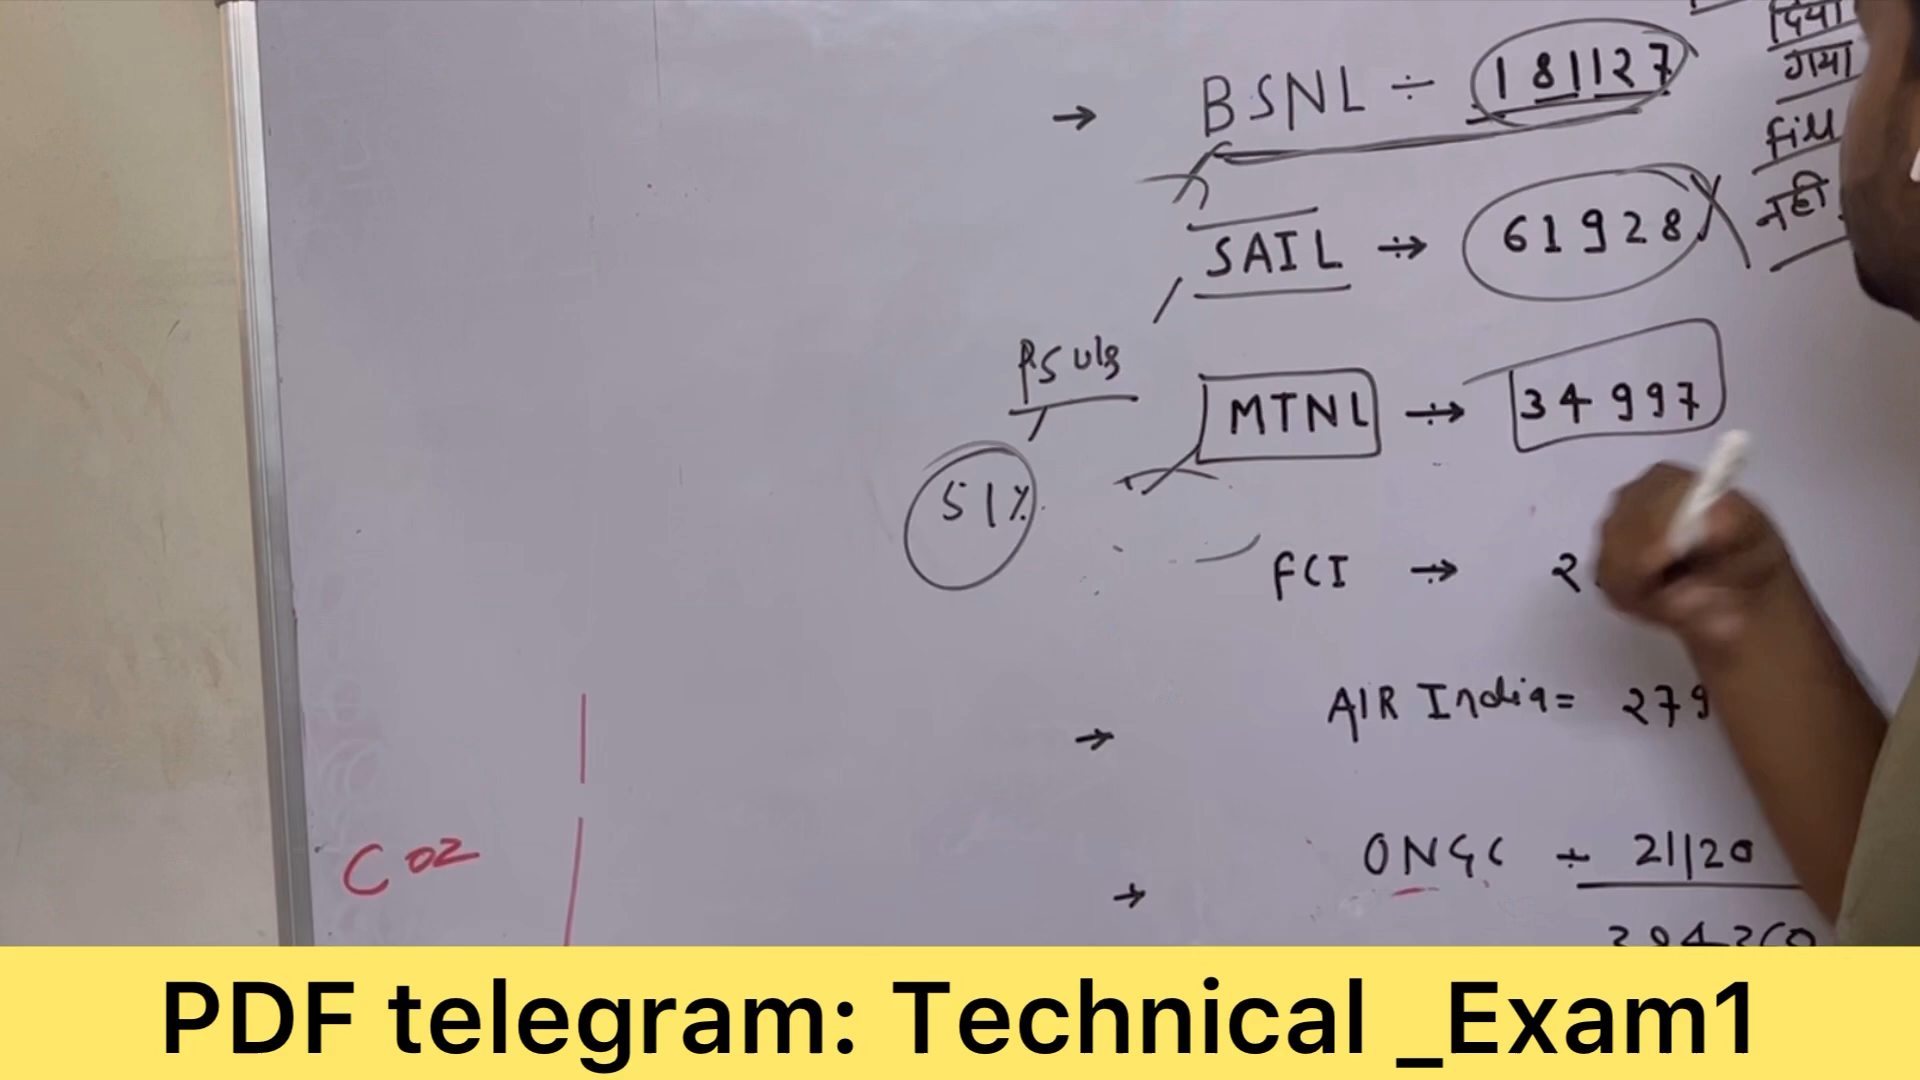 BSNL ÷ 181127
दिया
गया
fill
नही
SAIL → 61928
PSUs
MTNL → 34997
51%
FCI → 2
AIR India = 279
ONGC ÷ 21120
CO2
PDF telegram: Technical _Exam1